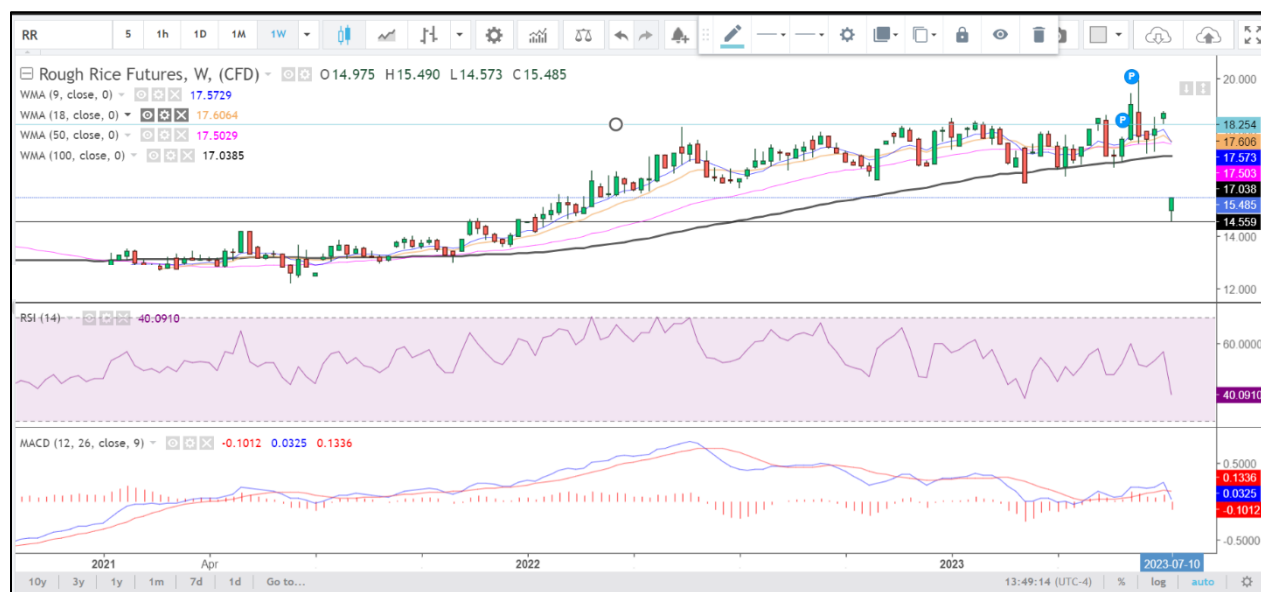 RR 5 1h 1D 1M 1W
Rough Rice Futures, W, (CFD) O14.975 H15.490 L14.573 C15.485
WMA (9, close, 0) 17.5729
WMA (18, close, 0) 17.6064
WMA (50, close, 0) 17.5029
WMA (100, close, 0) 17.0385
P
P
20.000
18.254
17.606
17.573
17.503
17.038
15.485
14.559
14.000
12.000
RSI (14) 40.0910
60.0000
40.0910
MACD (12, 26, close, 9) -0.1012 0.0325 0.1336
0.5000
0.1336
0.0325
-0.1012
-0.5000
2021 Apr 2022 2023 2023-07-10
10y 3y 1y 1m 7d 1d Go to... 13:49:14 (UTC-4) % log auto